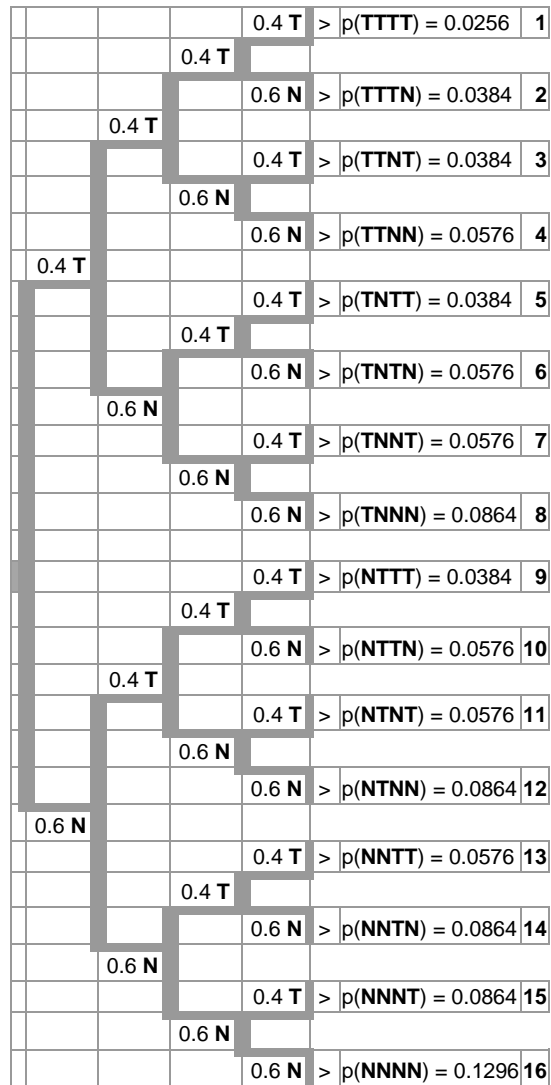 0.4 T > p(TTTT) = 0.0256 1
0.4 T
0.6 N > p(TTTN) = 0.0384 2
0.4 T
0.4 T > p(TTNT) = 0.0384 3
0.6 N
0.6 N > p(TTNN) = 0.0576 4
0.4 T
0.4 T > p(TNTT) = 0.0384 5
0.4 T
0.6 N > p(TNTN) = 0.0576 6
0.6 N
0.4 T > p(TNNT) = 0.0576 7
0.6 N
0.6 N > p(TNNN) = 0.0864 8
0.4 T > p(NTTT) = 0.0384 9
0.4 T
0.6 N > p(NTTN) = 0.0576 10
0.4 T
0.4 T > p(NTNT) = 0.0576 11
0.6 N
0.6 N > p(NTNN) = 0.0864 12
0.6 N
0.4 T > p(NNTT) = 0.0576 13
0.4 T
0.6 N > p(NNTN) = 0.0864 14
0.6 N
0.4 T > p(NNNT) = 0.0864 15
0.6 N
0.6 N > p(NNNN) = 0.1296 16